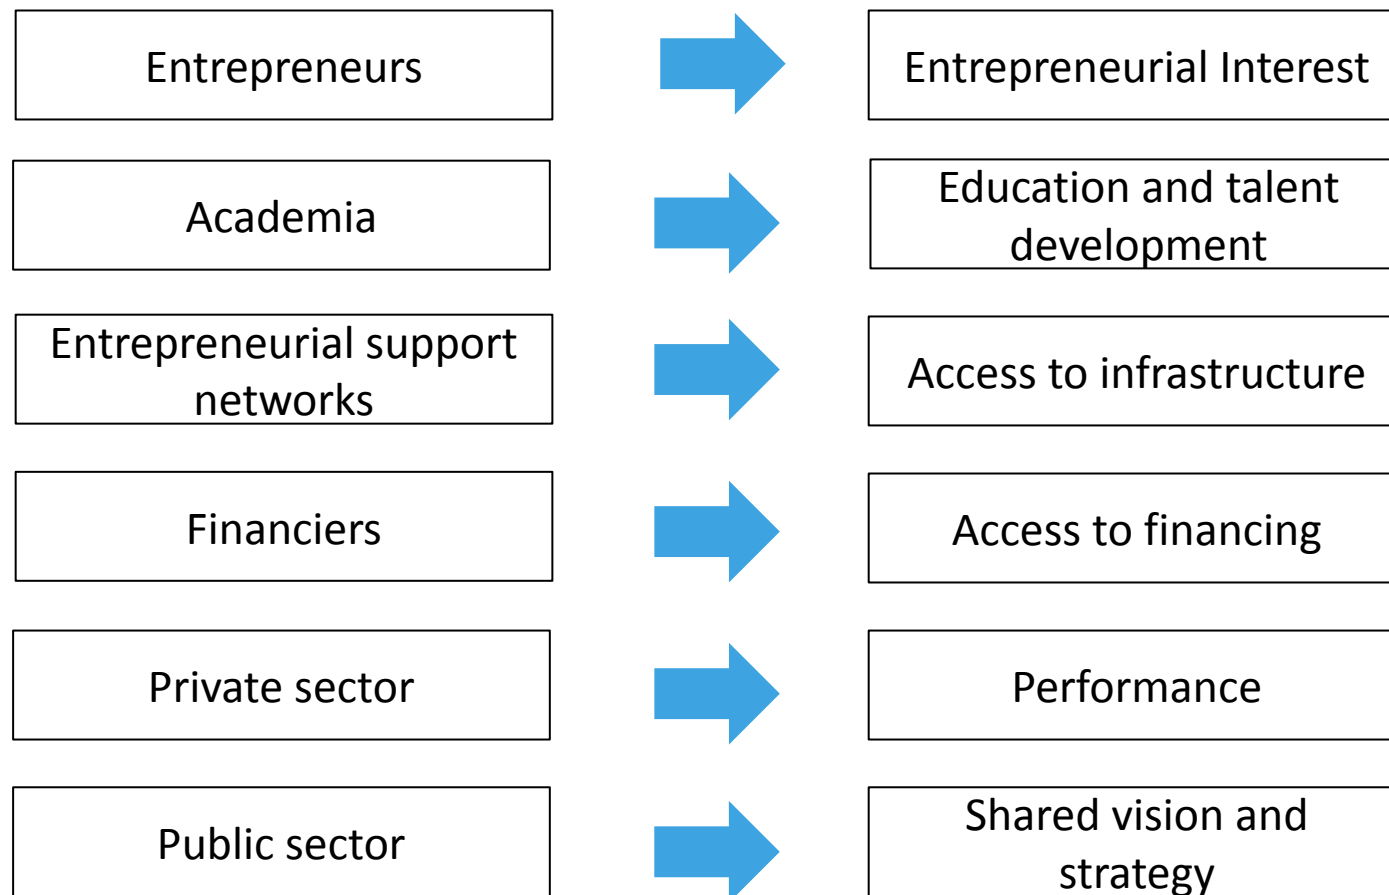 Entrepreneurs
Entrepreneurial Interest
Academia
Education and talent
development
Entrepreneurial support
networks
Access to infrastructure
Financiers
Access to financing
Private sector
Performance
Public sector
Shared vision and
strategy